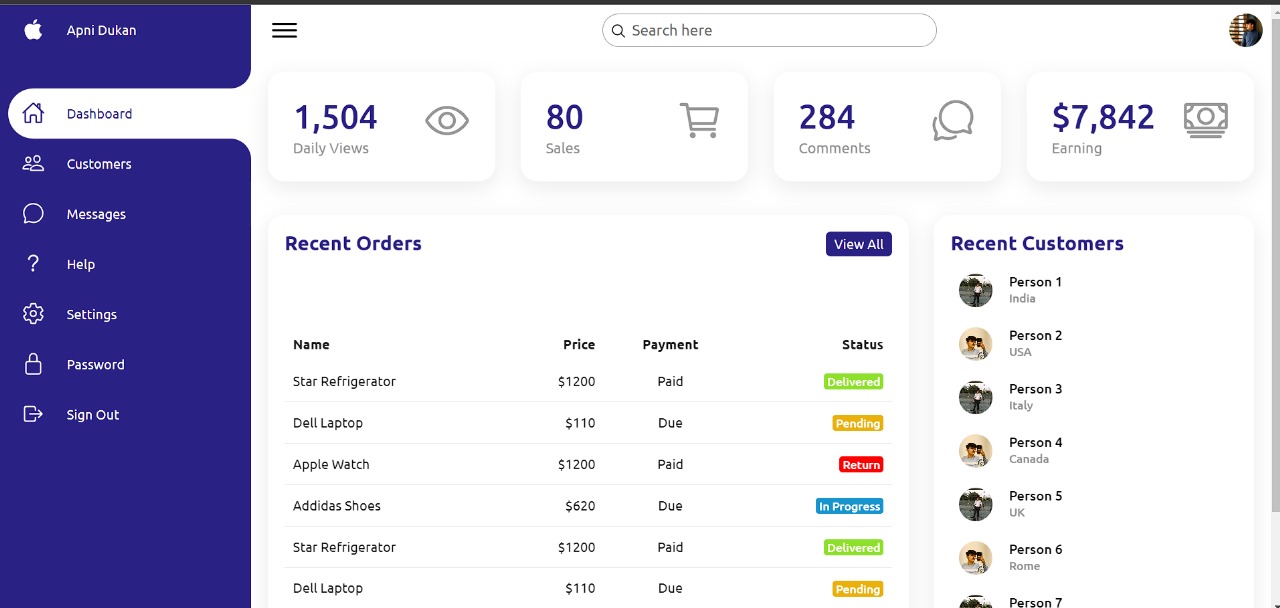 Apni Dukan
Search here
Dashboard
Customers
Messages
Help
Settings
Password
Sign Out
1,504
Daily Views
80
Sales
284
Comments
$7,842
Earning
Recent Orders
View All
Name Price Payment Status
Star Refrigerator $1200 Paid Delivered
Dell Laptop $110 Due Pending
Apple Watch $1200 Paid Return
Addidas Shoes $620 Due In Progress
Star Refrigerator $1200 Paid Delivered
Dell Laptop $110 Due Pending
Recent Customers
Person 1
India
Person 2
USA
Person 3
Italy
Person 4
Canada
Person 5
UK
Person 6
Rome
Person 7